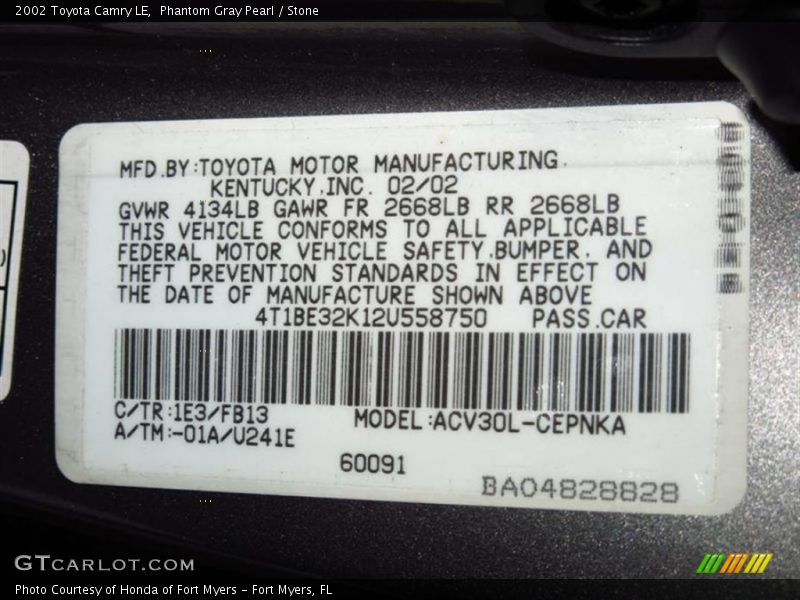 2002 Toyota Camry LE, Phantom Gray Pearl / Stone
MFD.BY:TOYOTA MOTOR MANUFACTURING
KENTUCKY.INC. 02/02
GVWR 4134LB GAWR FR 2668LB RR 2668LB
THIS VEHICLE CONFORMS TO ALL APPLICABLE
FEDERAL MOTOR VEHICLE SAFETY.BUMPER. AND
THEFT PREVENTION STANDARDS IN EFFECT ON
THE DATE OF MANUFACTURE SHOWN ABOVE
4T1BE32K12U558750 PASS.CAR
C/TR:1E3/FB13 MODEL:ACV30L-CEPNKA
A/TM:-01A/U241E
60091
BA04828828
GTCARLOT.COM
Photo Courtesy of Honda of Fort Myers - Fort Myers, FL